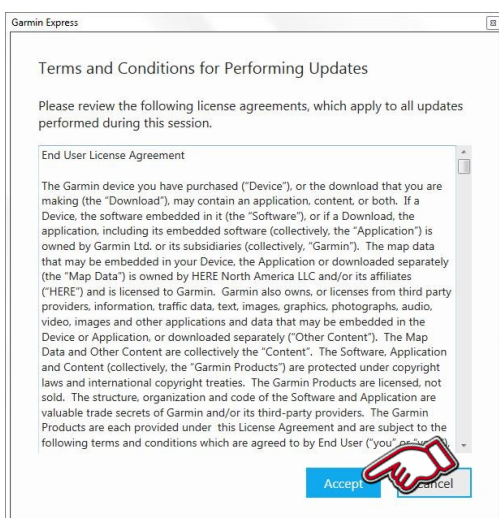 Garmin Express
Terms and Conditions for Performing Updates
Please review the following license agreements, which apply to all updates
performed during this session.
End User License Agreement
The Garmin device you have purchased ("Device"), or the download that you are
making (the "Download"), may contain an application, content, or both. If a
Device, the software embedded in it (the "Software"), or if a Download, the
application, including its embedded software (collectively, the "Application") is
owned by Garmin Ltd. or its subsidiaries (collectively, "Garmin"). The map data
that may be embedded in your Device, the Application or downloaded separately
(the "Map Data") is owned by HERE North America LLC and/or its affiliates
("HERE") and is licensed to Garmin. Garmin also owns, or licenses from third party
providers, information, traffic data, text, images, graphics, photographs, audio,
video, images and other applications and data that may be embedded in the
Device or Application, or downloaded separately ("Other Content"). The Map
Data and Other Content are collectively the "Content". The Software, Application
and Content (collectively, the "Garmin Products") are protected under copyright
laws and international copyright treaties. The Garmin Products are licensed, not
sold. The structure, organization and code of the Software and Application are
valuable trade secrets of Garmin and/or its third-party providers. The Garmin
Products are each provided under this License Agreement and are subject to the
following terms and conditions which are agreed to by End User ("you" or
Accept Cancel